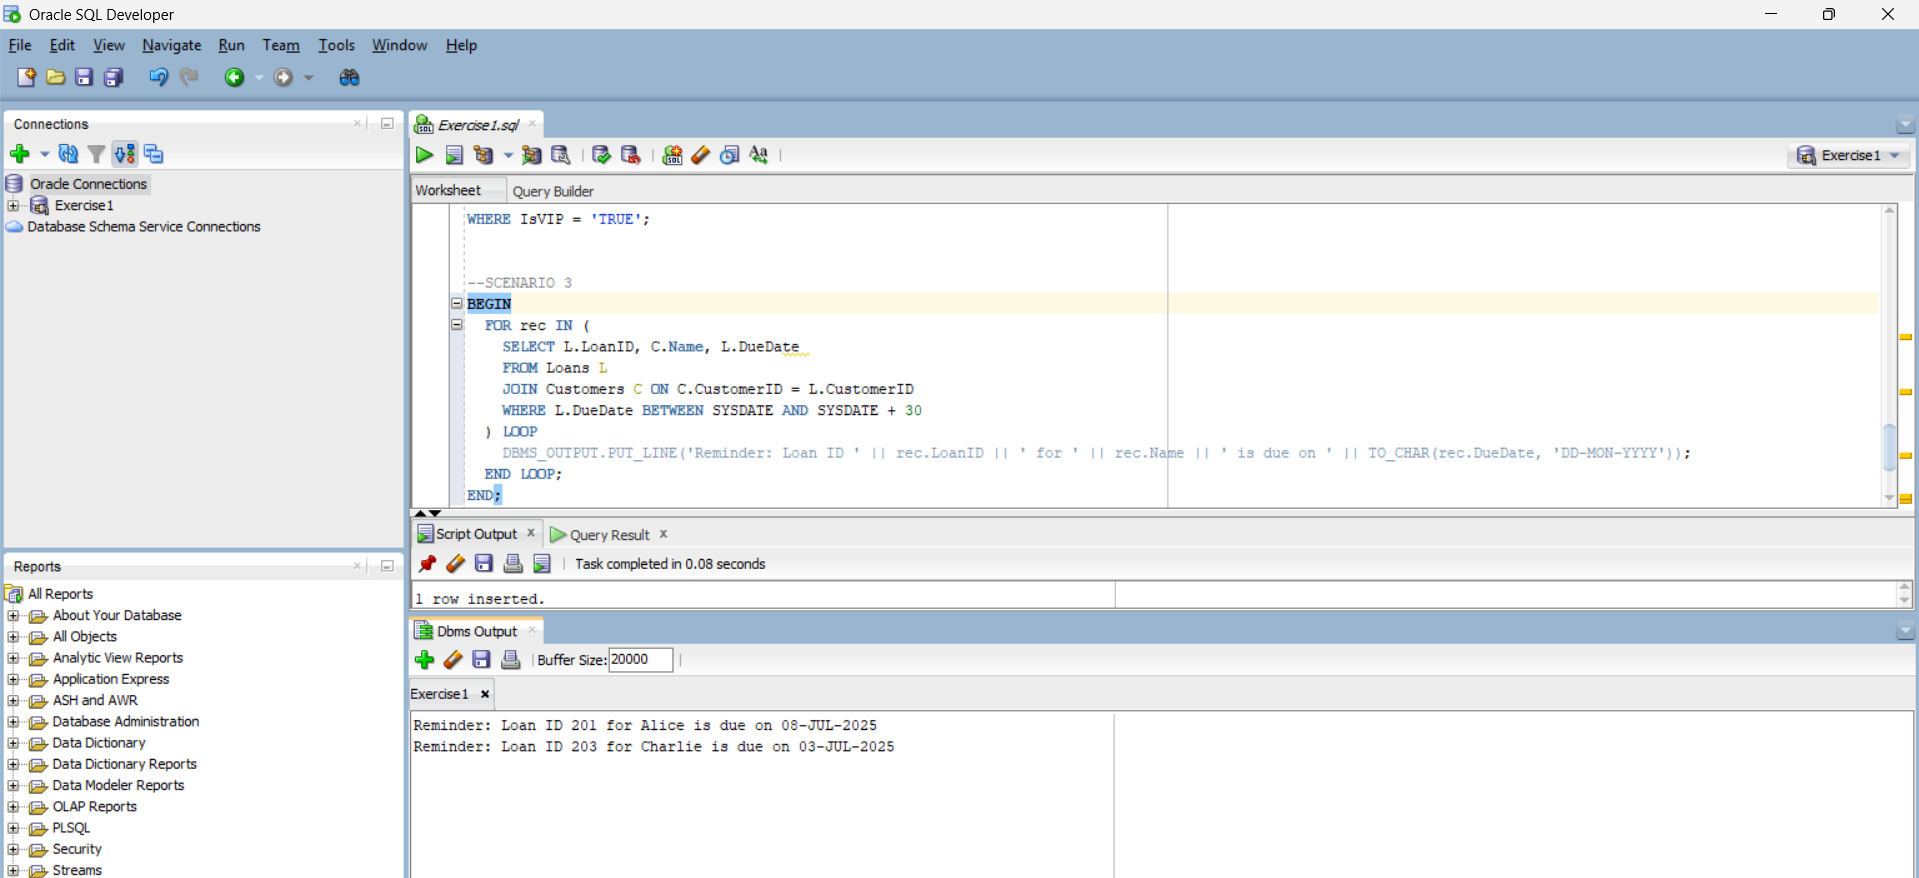 Oracle SQL Developer
File Edit View Navigate Run Team Tools Window Help
Connections
Oracle Connections
Exercise1
Database Schema Service Connections
Reports
All Reports
About Your Database
All Objects
Analytic View Reports
Application Express
ASH and AWR
Database Administration
Data Dictionary
Data Dictionary Reports
Data Modeler Reports
OLAP Reports
PLSQL
Security
Streams
Exercise1.sql
Exercise1
Worksheet Query Builder
WHERE IsVIP = 'TRUE';
--SCENARIO 3
BEGIN
FOR rec IN (
SELECT L.LoanID, C.Name, L.DueDate
FROM Loans L
JOIN Customers C ON C.CustomerID = L.CustomerID
WHERE L.DueDate BETWEEN SYSDATE AND SYSDATE + 30
) LOOP
DBMS_OUTPUT.PUT_LINE('Reminder: Loan ID ' || rec.LoanID || ' for ' || rec.Name || ' is due on ' || TO_CHAR(rec.DueDate, 'DD-MON-YYYY'));
END LOOP;
END;
Script Output Query Result
Task completed in 0.08 seconds
1 row inserted.
Dbms Output
Buffer Size: 20000
Exercise1
Reminder: Loan ID 201 for Alice is due on 08-JUL-2025
Reminder: Loan ID 203 for Charlie is due on 03-JUL-2025